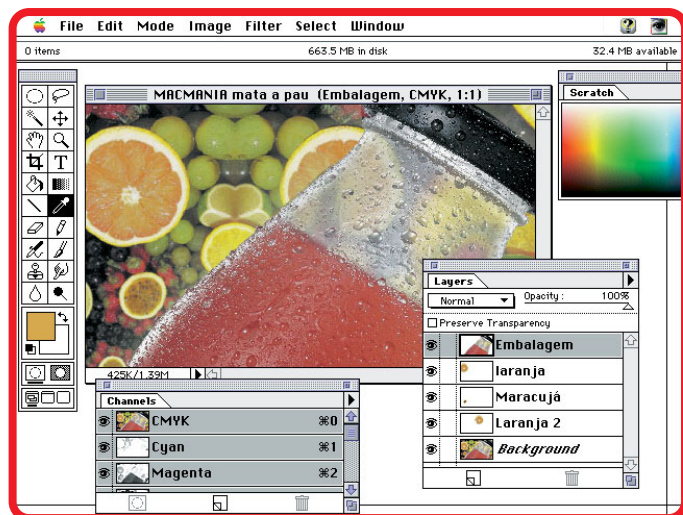 File Edit Mode Image Filter Select Window
0 items 663.5 MB in disk 32.4 MB available
MACMANIA mata a pau (Embalagem, CMYK, 1:1)
Scratch
T
Layers
Normal Opacity: 100%
Preserve Transparency
Embalagem
laranja
Maracujá
Laranja 2
Background
425K/1.39M
Channels
CMYK ⌘0
Cyan ⌘1
Magenta ⌘2